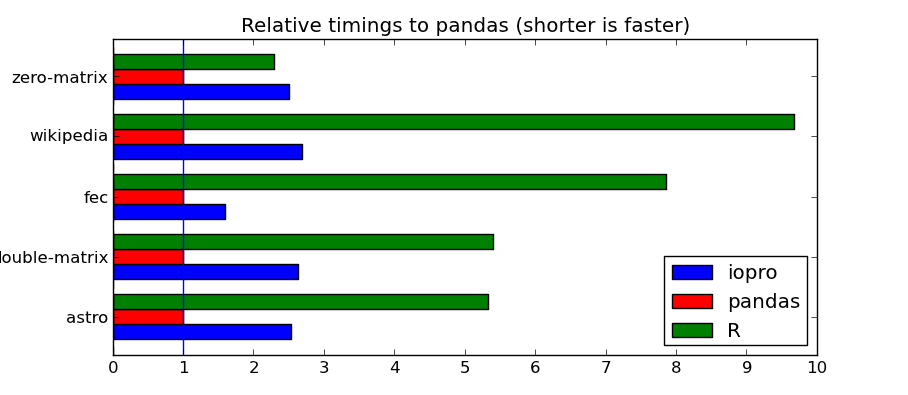 Relative timings to pandas (shorter is faster)
zero-matrix
wikipedia
fec
louble-matrix
astro
iopro
pandas
R
0 1 2 3 4 5 6 7 8 9 10